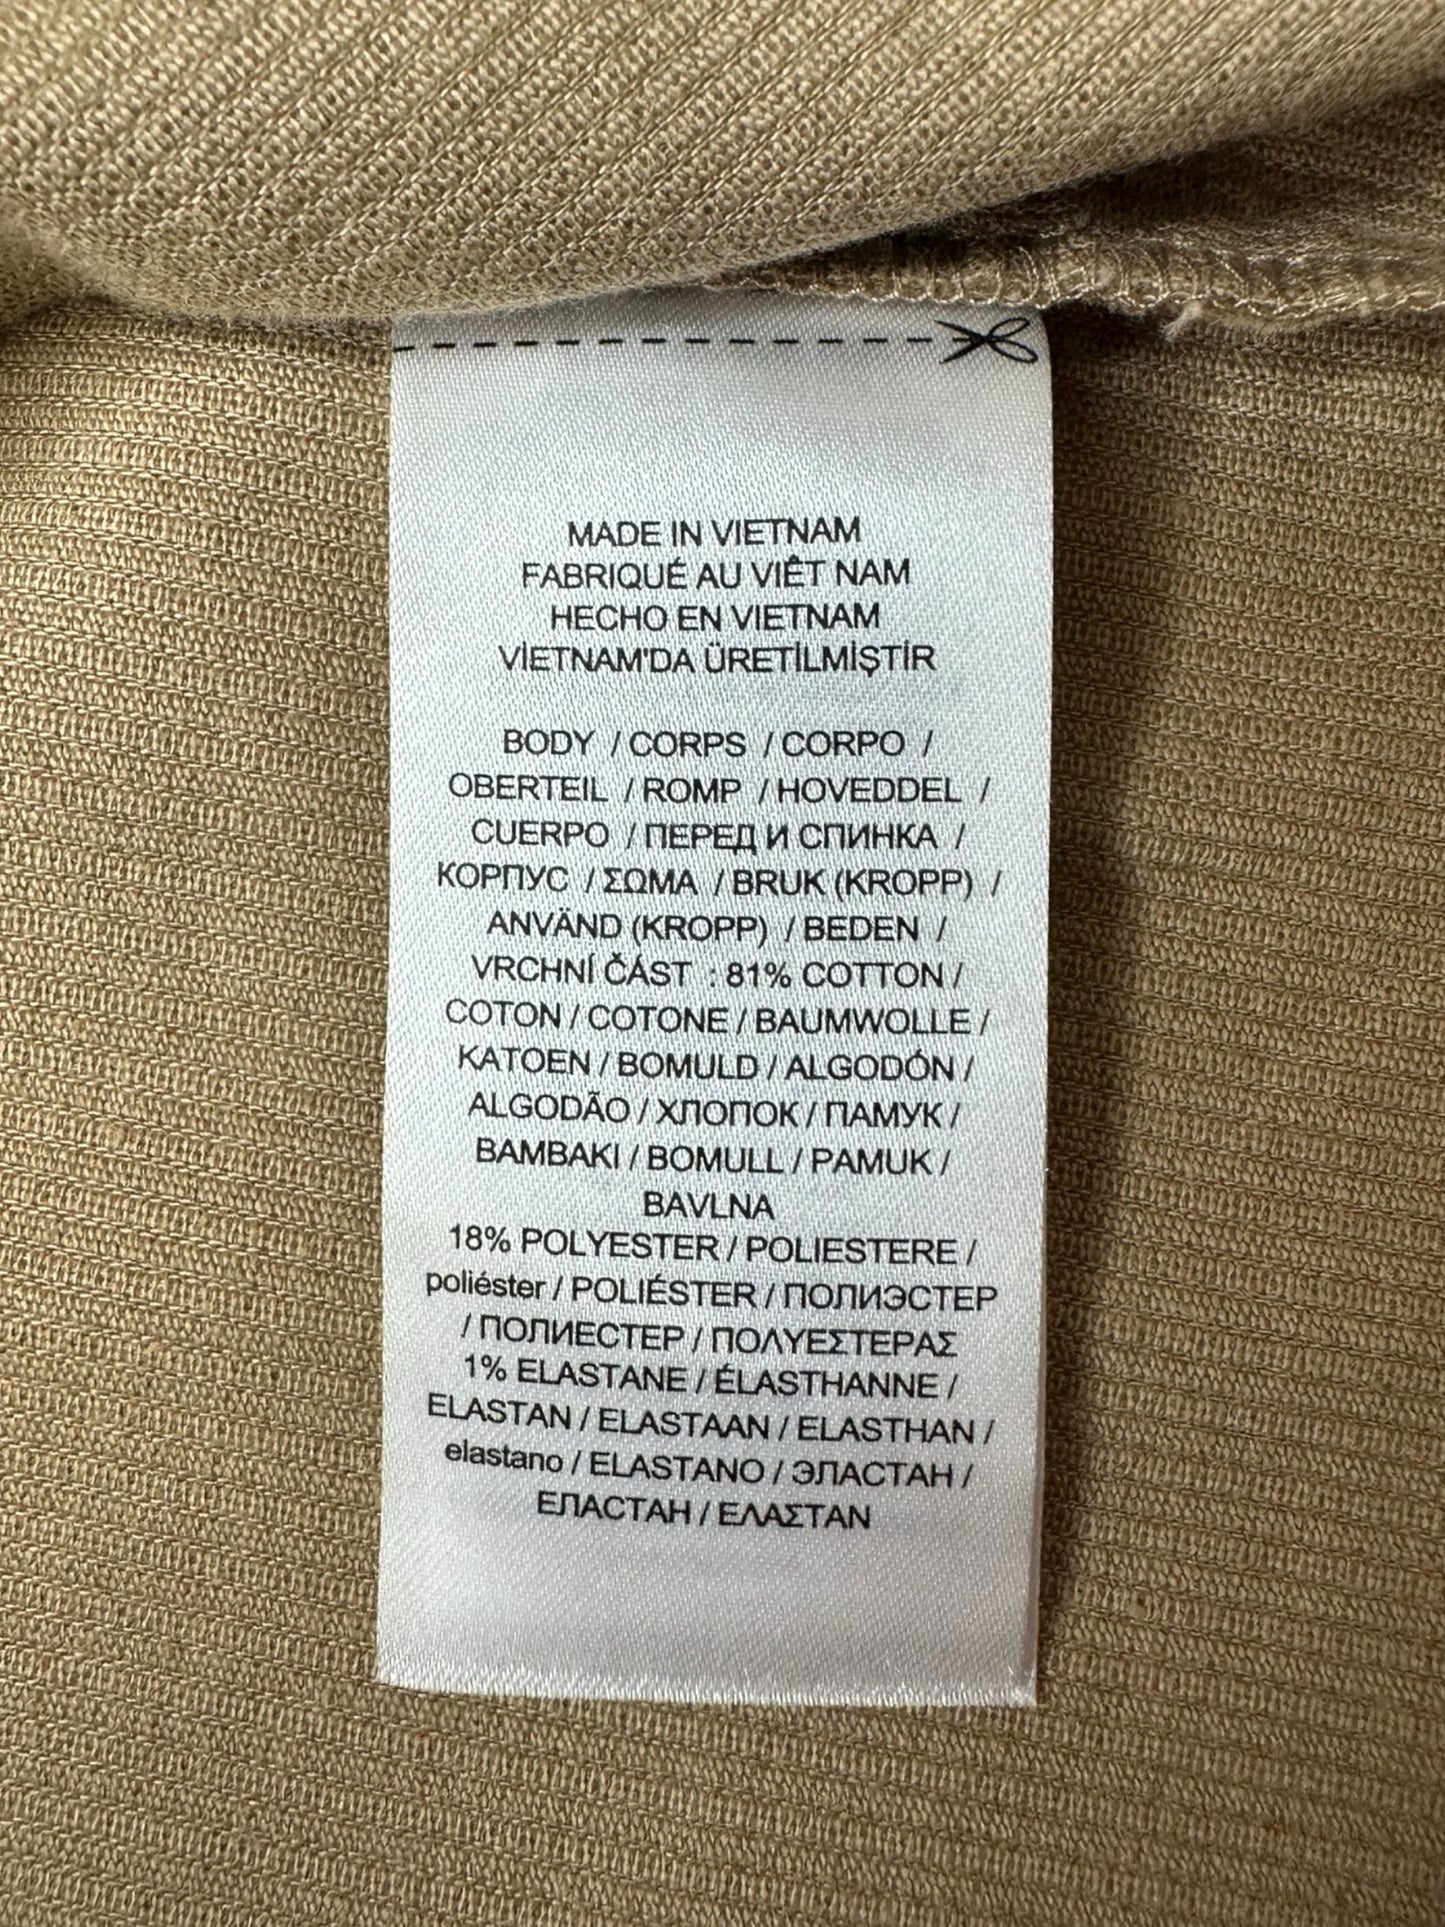 MADE IN VIETNAM
FABRIQUÉ AU VIÊT NAM
HECHO EN VIETNAM
VİETNAM'DA ÜRETİLMİŞTİR
BODY / CORPS / CORPO /
OBERTEIL / ROMP / HOVEDDEL /
CUERPO / ПЕРЕД И СПИНКА /
КОРПУС / ΣΩΜΑ / BRUK (KROPP) /
ANVÄND (KROPP) / BEDEN /
VRCHNÍ ČÁST : 81% COTTON /
COTON / COTONE / BAUMWOLLE /
KATOEN / BOMULD / ALGODÓN /
ALGODÃO / ХЛОПОК / ПАМУК /
BAMBAKI / BOMULL / PAMUK /
BAVLNA
18% POLYESTER / POLIESTERE /
poliéster / POLIÉSTER / ПОЛИЭСТЕР
/ ПОЛИЕСТЕР / ΠΟΛΥΕΣΤΕΡΑΣ
1% ELASTANE / ÉLASTHANNE /
ELASTAN / ELASTAAN / ELASTHAN /
elastano / ELASTANO / ЭЛАСТАН /
ЕЛАСТАН / ΕΛΑΣΤΑΝ